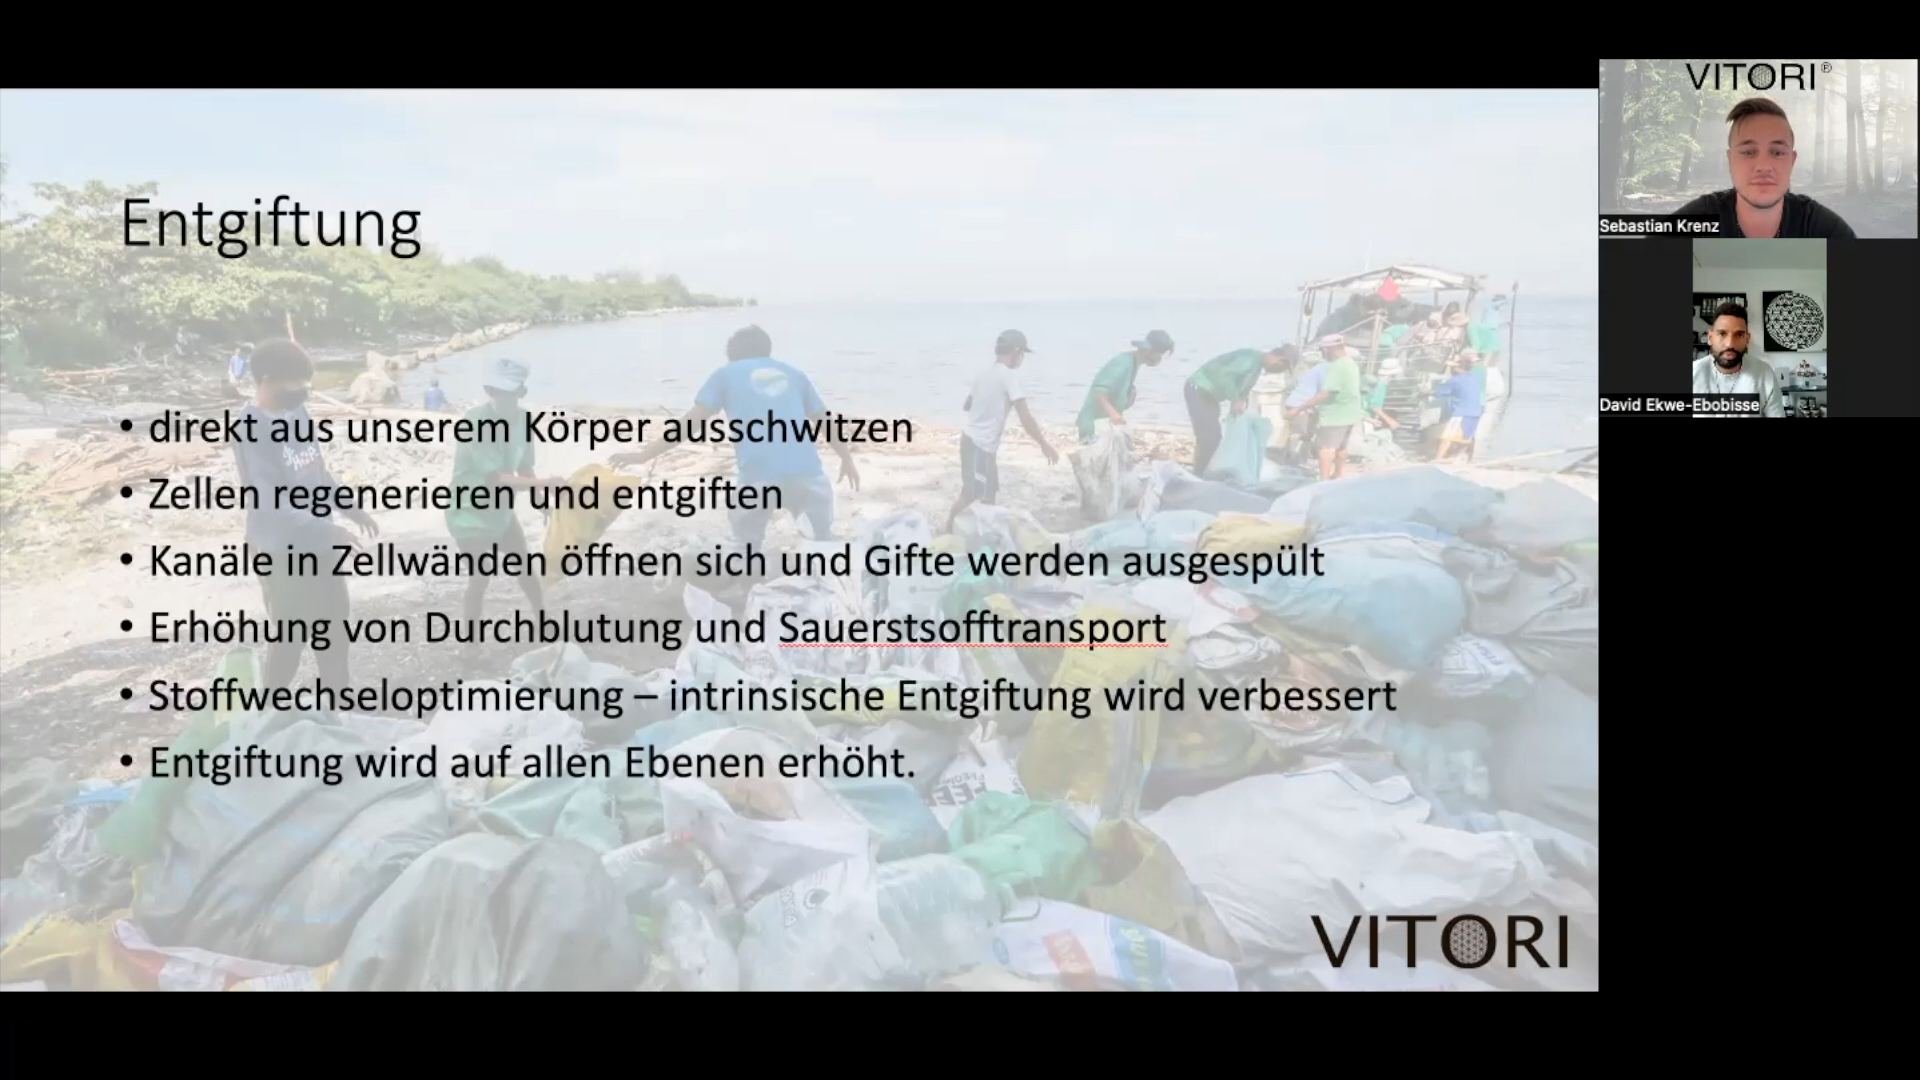 VITORI®
Sebastian Krenz
David Ekwe-Ebobisse
Entgiftung
• direkt aus unserem Körper ausschwitzen
• Zellen regenerieren und entgiften
• Kanäle in Zellwänden öffnen sich und Gifte werden ausgespült
• Erhöhung von Durchblutung und Sauerstsofftransport
• Stoffwechseloptimierung – intrinsische Entgiftung wird verbessert
• Entgiftung wird auf allen Ebenen erhöht.
VITORI